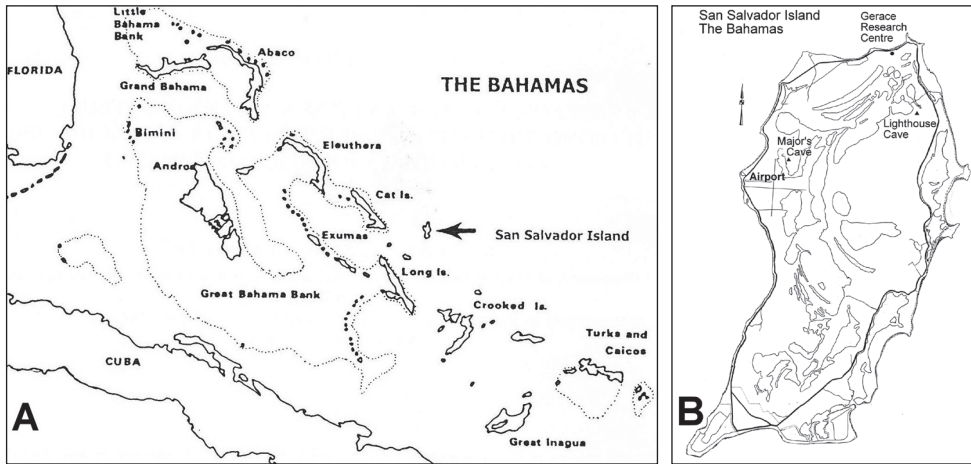 Little
Bahama
Bank
Abaco
FLORIDA
Grand Bahama
THE BAHAMAS
Bimini
Eleuthera
Andros
Cat Is.
Exumas
San Salvador Island
Long Is.
Great Bahama Bank
Crooked Is.
Turks and
Caicos
CUBA
Great Inagua
A
San Salvador Island
The Bahamas
Gerace
Research
Centre
Lighthouse
Cave
Major's
Cave
Airport
B